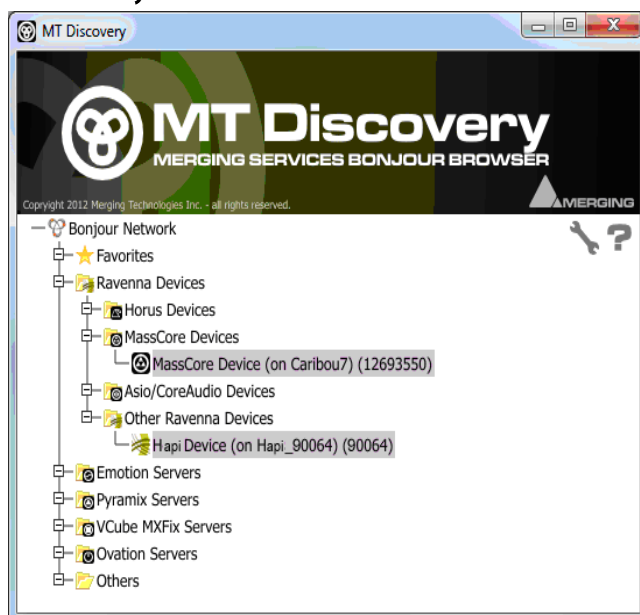 MT Discovery
MT Discovery
MERGING SERVICES BONJOUR BROWSER
Copyright 2012 Merging Technologies Inc. - all rights reserved.
MERGING
Bonjour Network
Favorites
Ravenna Devices
Horus Devices
MassCore Devices
MassCore Device (on Caribou7) (12693550)
Asio/CoreAudio Devices
Other Ravenna Devices
Hapi Device (on Hapi_90064) (90064)
Emotion Servers
Pyramix Servers
VCube MXFix Servers
Ovation Servers
Others